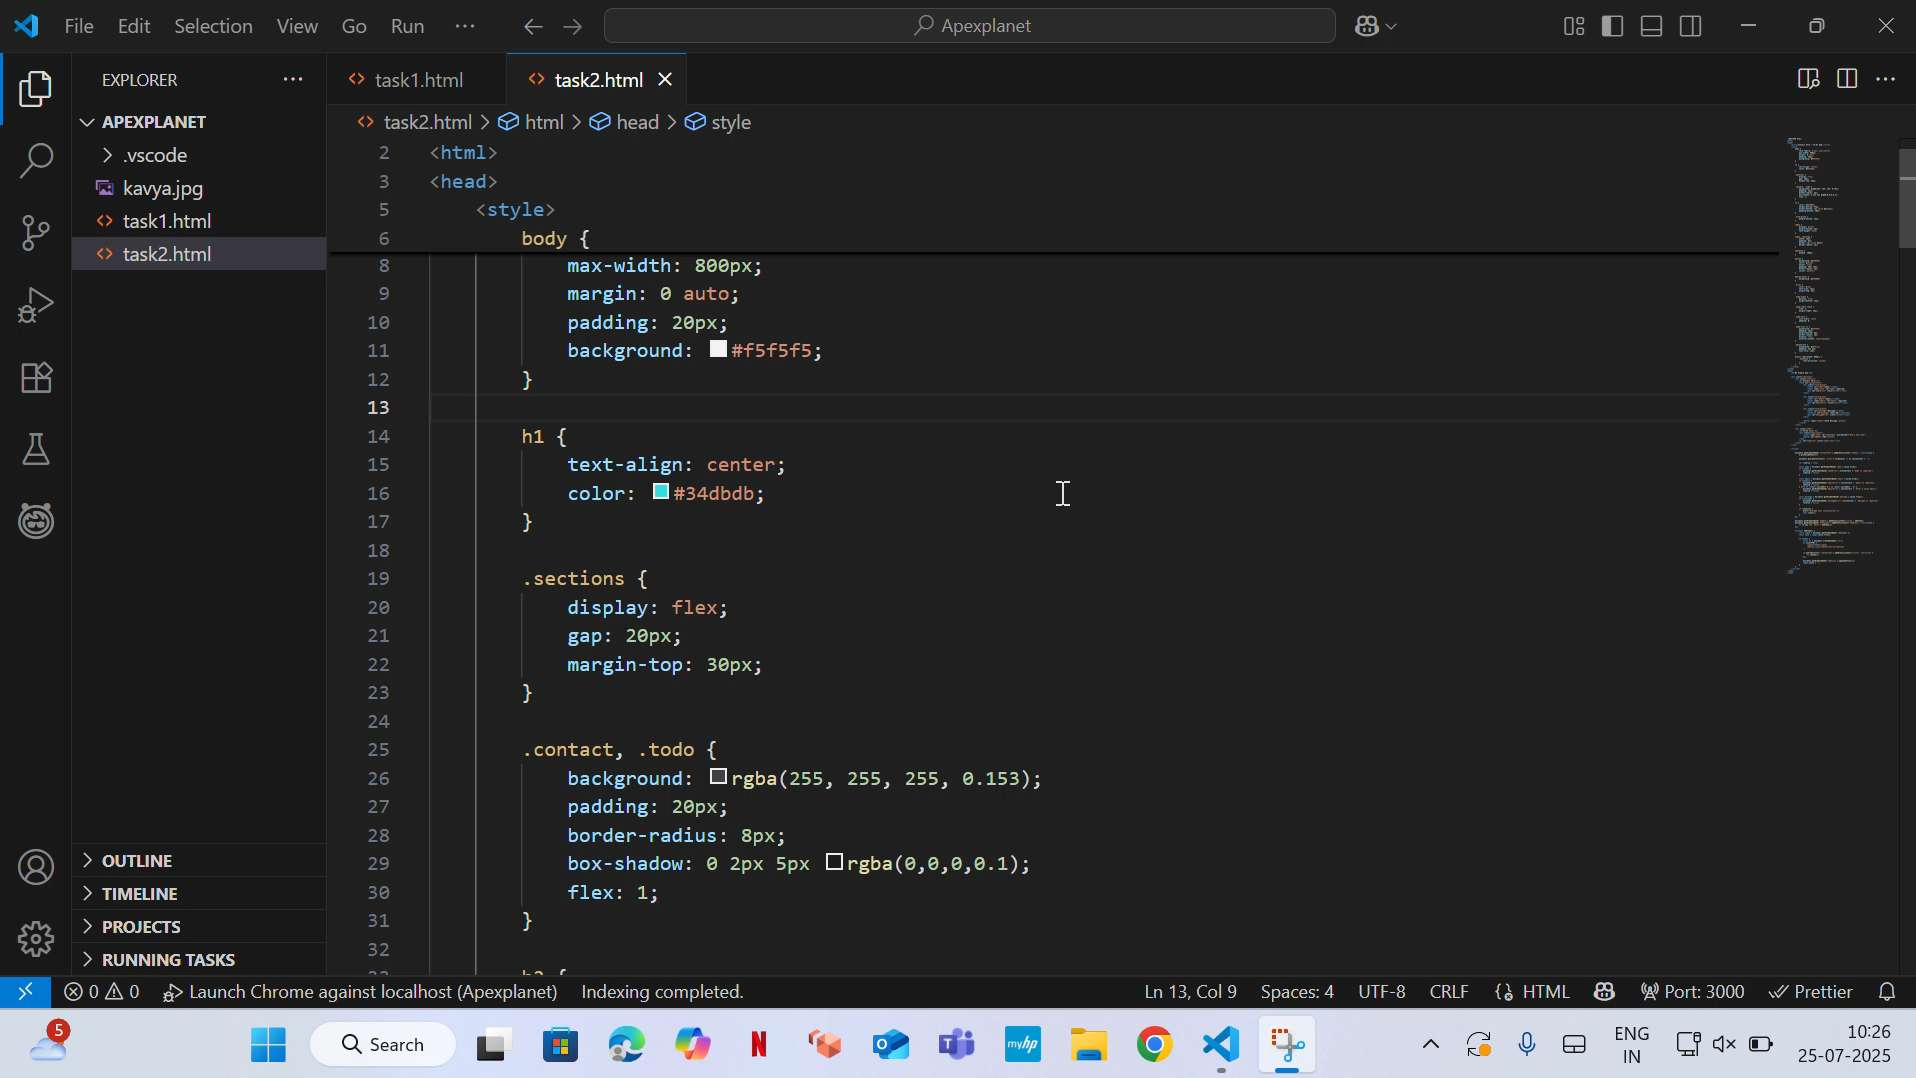 File Edit Selection View Go Run ··· Apexplanet
EXPLORER ···
task1.html
task2.html
APEXPLANET
task2.html > html > head > style
.vscode
kavya.jpg
task1.html
task2.html
2 <html>
3 <head>
5 <style>
6 body {
8 max-width: 800px;
9 margin: 0 auto;
10 padding: 20px;
11 background: #f5f5f5;
12 }
13
14 h1 {
15 text-align: center;
16 color: #34dbdb;
17 }
18
19 .sections {
20 display: flex;
21 gap: 20px;
22 margin-top: 30px;
23 }
24
25 .contact, .todo {
26 background: rgba(255, 255, 255, 0.153);
27 padding: 20px;
28 border-radius: 8px;
29 box-shadow: 0 2px 5px rgba(0,0,0,0.1);
30 flex: 1;
31 }
32
OUTLINE
TIMELINE
PROJECTS
RUNNING TASKS
0 0 Launch Chrome against localhost (Apexplanet) Indexing completed. Ln 13, Col 9 Spaces: 4 UTF-8 CRLF {} HTML Port: 3000 Prettier
5
Search
N
myhp
ENG
IN
10:26
25-07-2025